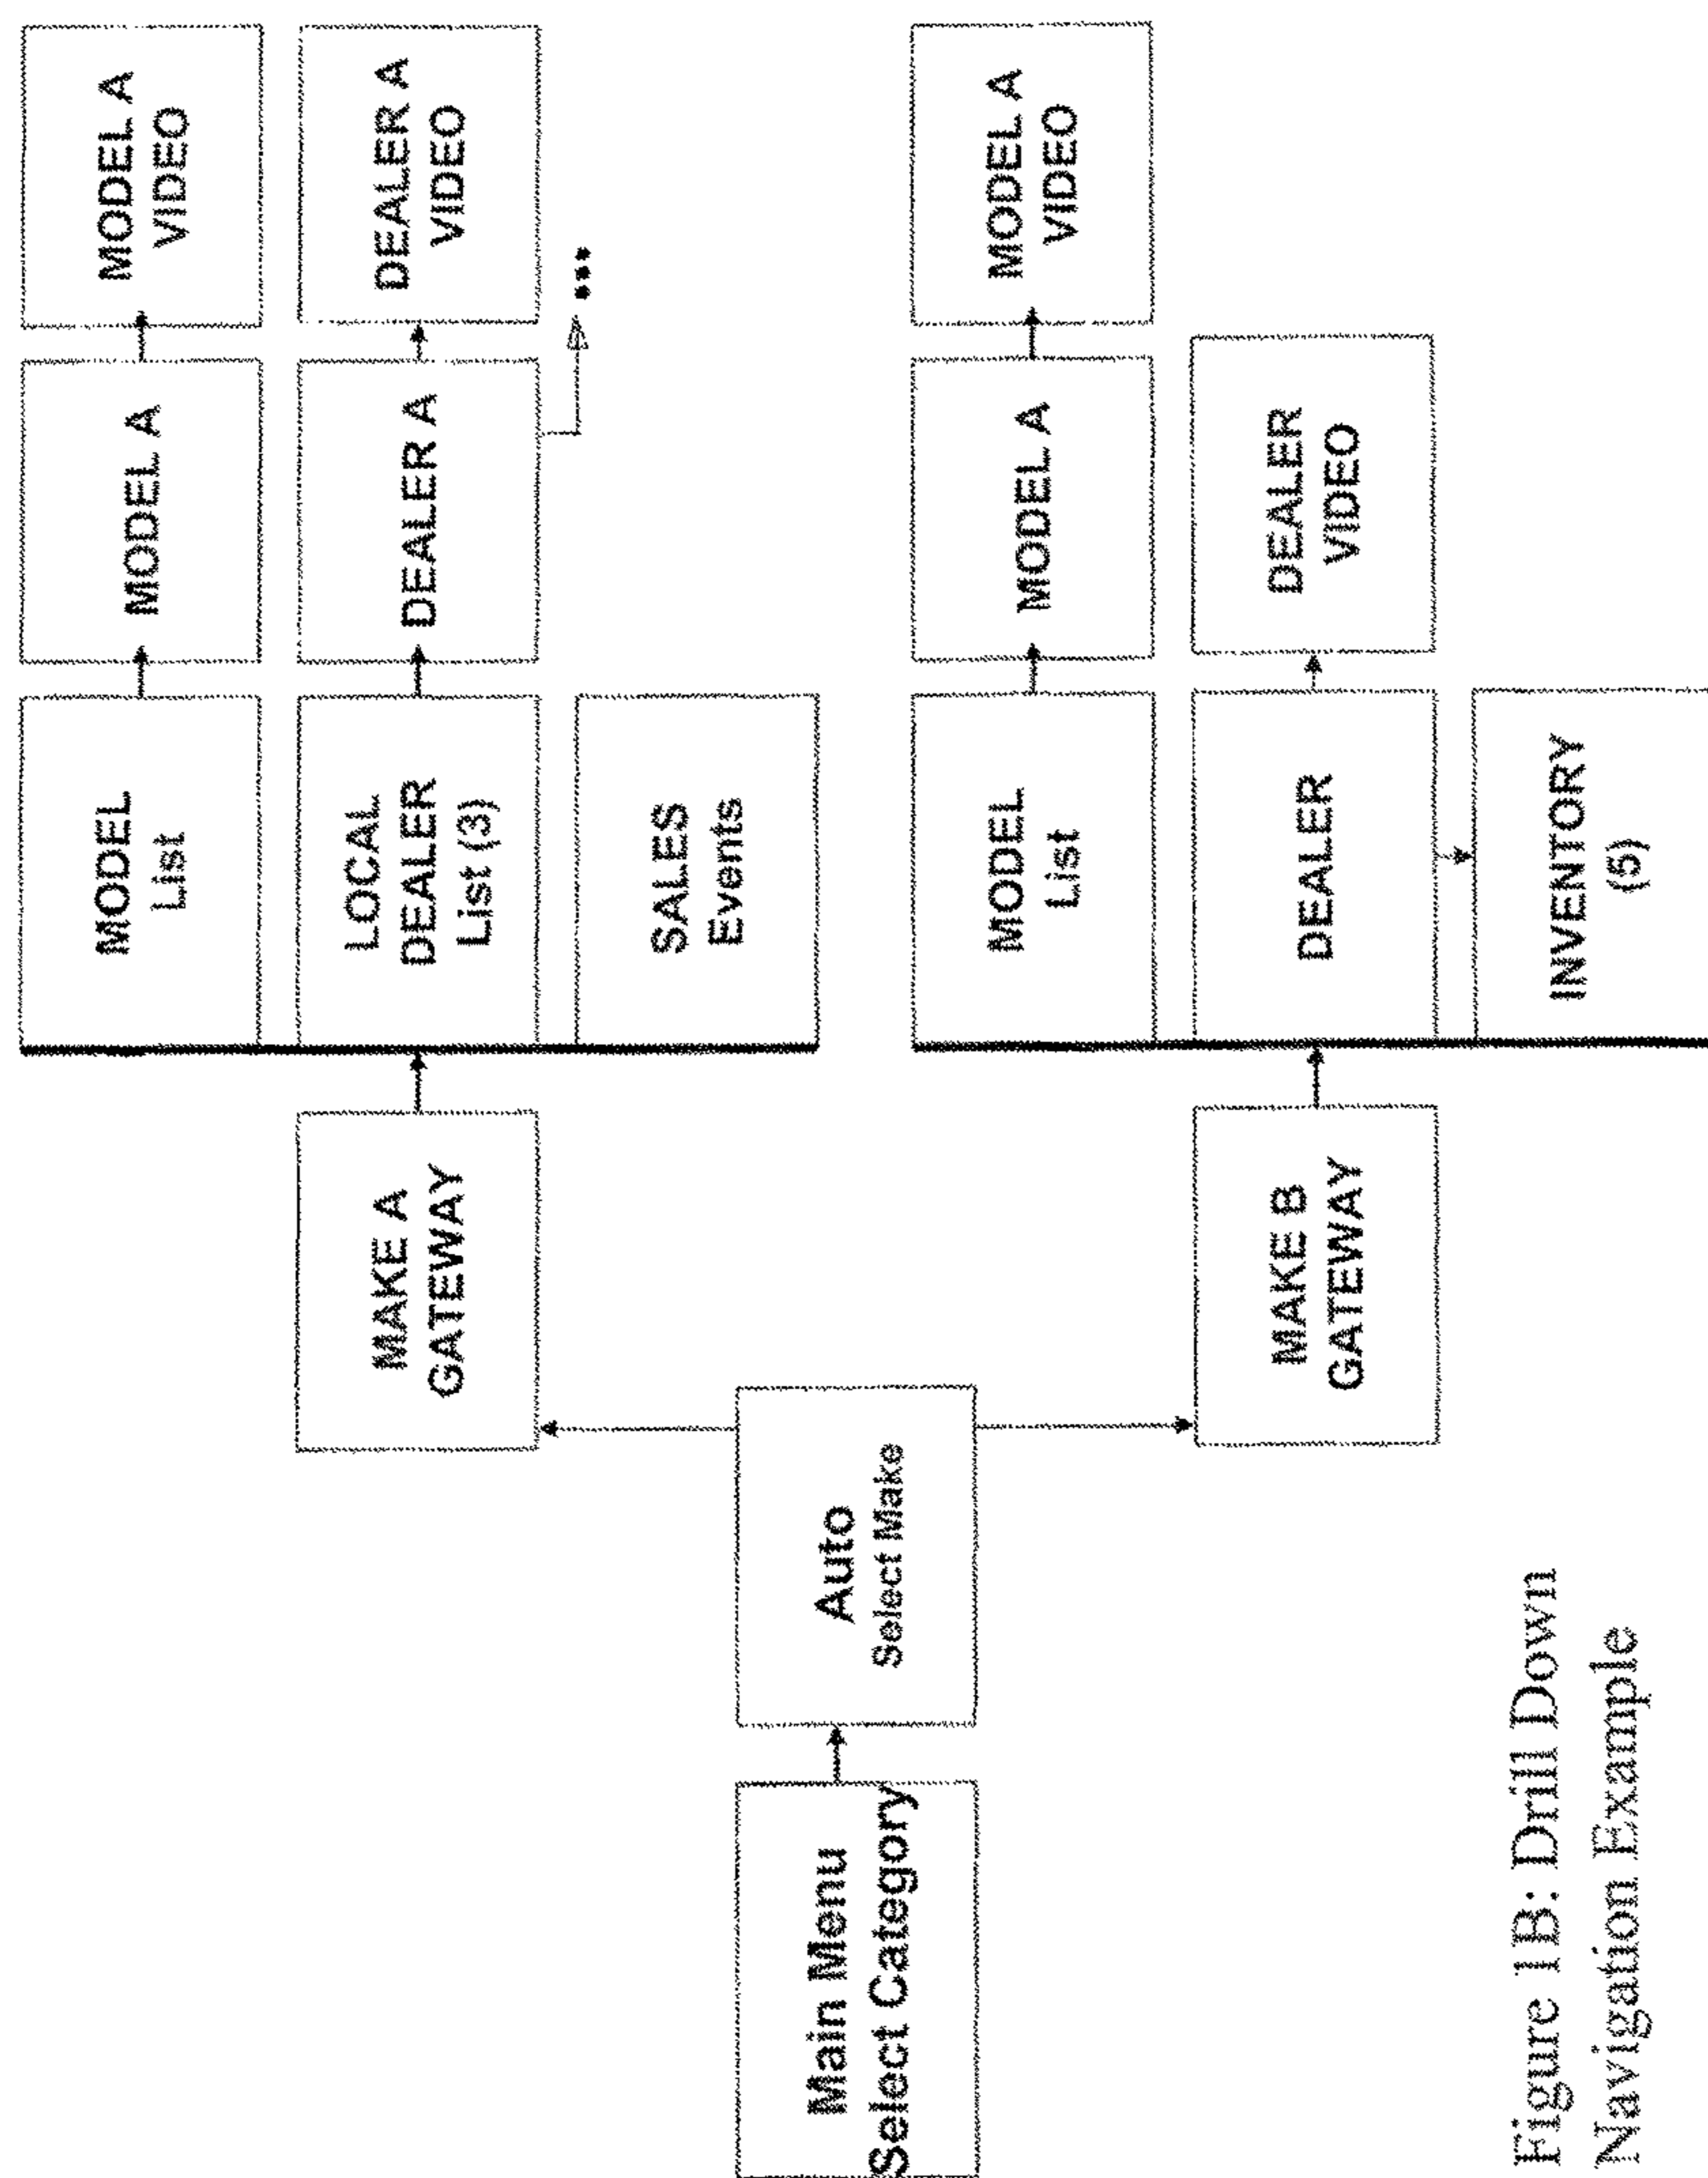 Main Menu
Select Category
Auto
Select Make
MAKE A
GATEWAY
MODEL
List
MODEL A
MODEL A
VIDEO
LOCAL
DEALER
List (3)
DEALER A
DEALER A
VIDEO
...
SALES
Events
MAKE B
GATEWAY
MODEL
List
MODEL A
MODEL A
VIDEO
DEALER
DEALER
VIDEO
INVENTORY
(5)
Figure 1B: Drill Down
Navigation Example